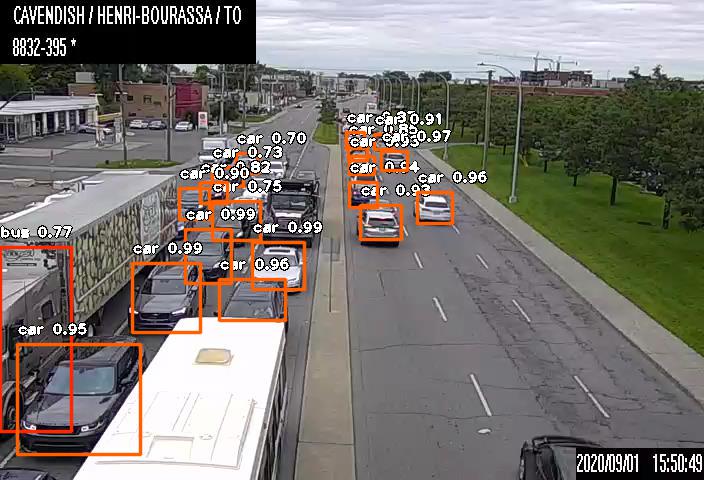 CAVENDISH / HENRI-BOURASSA / TO
8832-395 *
car 0.91
car 0.97
car 0.70
car 0.73
car 0.90
car 0.75
car 0.94
car 0.96
car 0.93
car 0.99
bus 0.77
car 0.99
car 0.99
car 0.96
car 0.95
2020/09/01 15:50:49